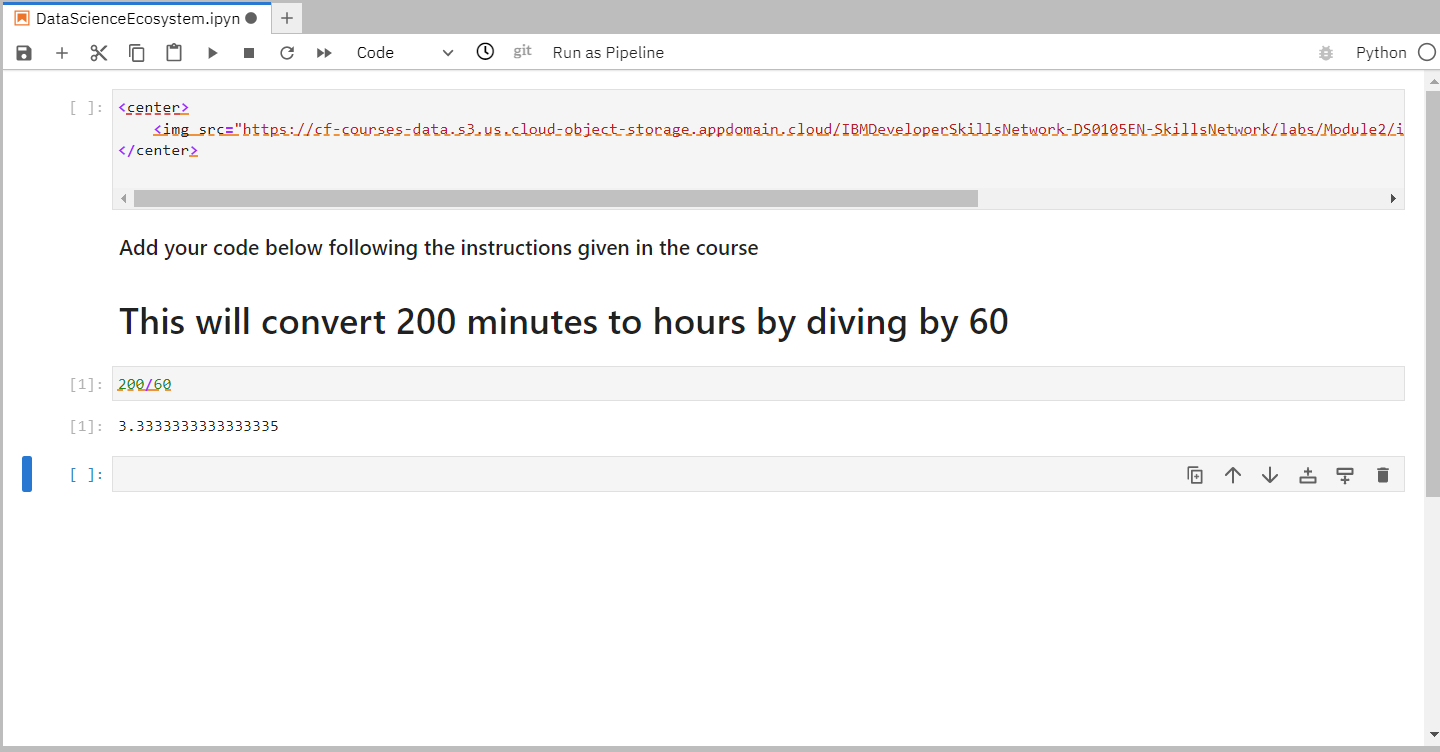 DataScienceEcosystem.ipyn
Code git Run as Pipeline Python
[ ]: <center>
<img src="https://cf-courses-data.s3.us.cloud-object-storage.appdomain.cloud/IBMDeveloperSkillsNetwork-DS0105EN-SkillsNetwork/labs/Module2/i
</center>
Add your code below following the instructions given in the course
This will convert 200 minutes to hours by diving by 60
[1]: 200/60
[1]: 3.3333333333333335
[ ]: